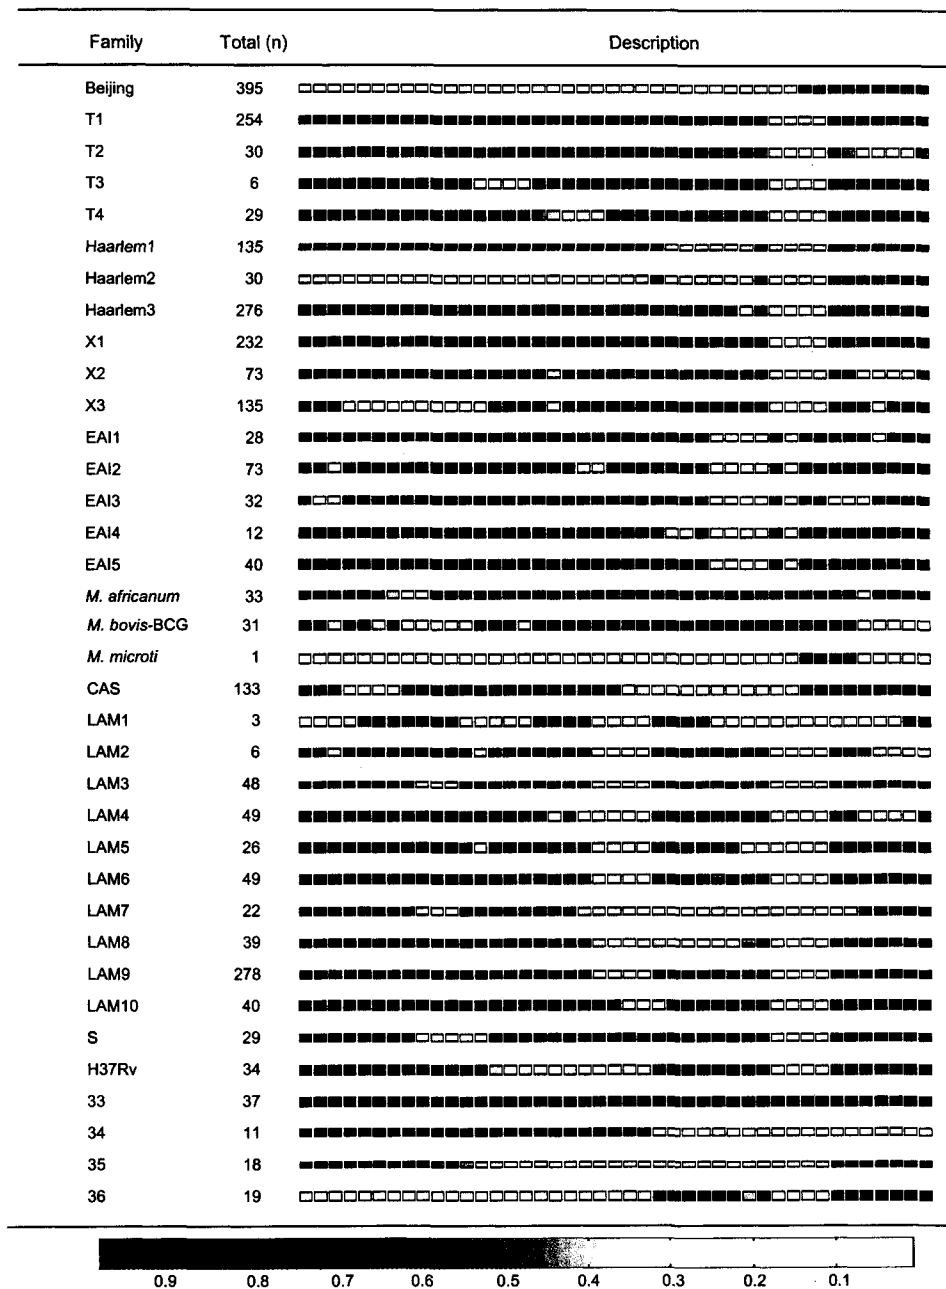 Family Total (n) Description
Beijing 395
T1 254
T2 30
T3 6
T4 29
Haarlem1 135
Haarlem2 30
Haarlem3 276
X1 232
X2 73
X3 135
EAI1 28
EAI2 73
EAI3 32
EAI4 12
EAI5 40
M. africanum 33
M. bovis-BCG 31
M. microti 1
CAS 133
LAM1 3
LAM2 6
LAM3 48
LAM4 49
LAM5 26
LAM6 49
LAM7 22
LAM8 39
LAM9 278
LAM10 40
S 29
H37Rv 34
33 37
34 11
35 18
36 19
0.9 0.8 0.7 0.6 0.5 0.4 0.3 0.2 0.1